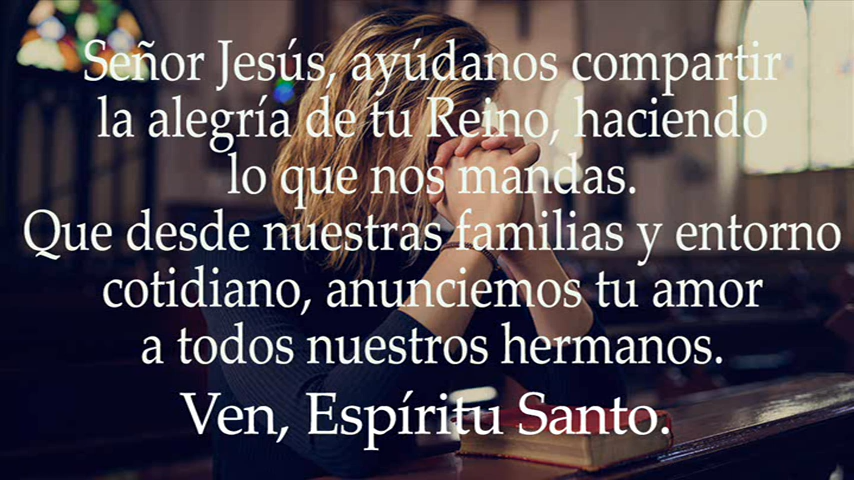 Señor Jesús, ayúdanos compartir
la alegría de tu Reino, haciendo
lo que nos mandas.
Que desde nuestras familias y entorno
cotidiano, anunciemos tu amor
a todos nuestros hermanos.
Ven, Espíritu Santo.